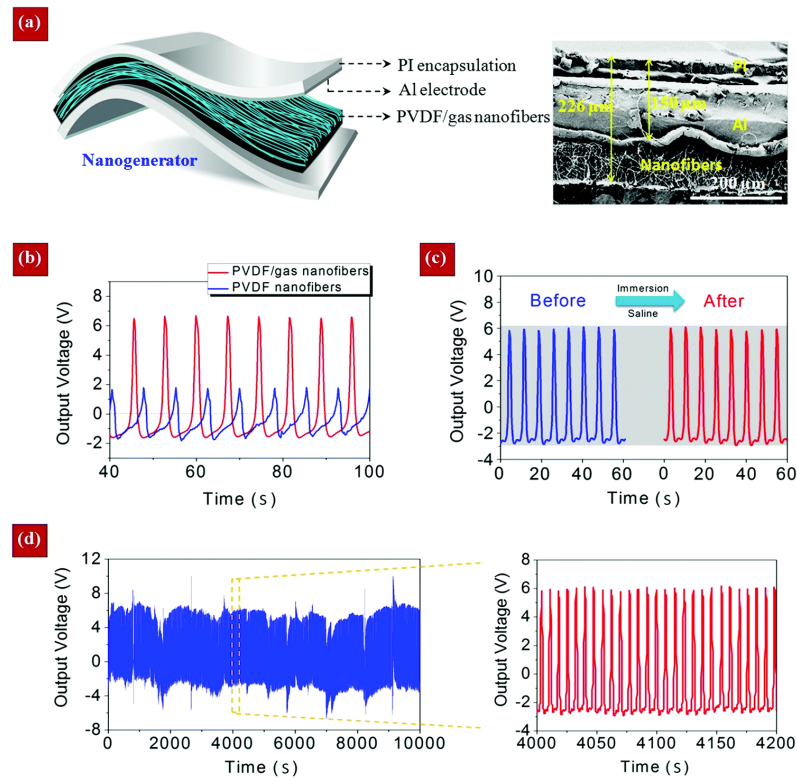 (a)
PI encapsulation
Al electrode
PVDF/gas nanofibers
Nanogenerator
PI
226 μm
150 μm
Al
Nanofibers
200 μm
(b)
PVDF/gas nanofibers
PVDF nanofibers
Output Voltage (V)
8
6
4
2
0
-2
40 60 80 100
Time (s)
(c)
Output Voltage (V)
10
8
6
4
2
0
-2
-4
Before
Immersion
Saline
After
0 20 40 60 0 20 40 60
Time (s)
(d)
Output Voltage (V)
12
8
4
0
-4
-8
0 2000 4000 6000 8000 10000
Time (s)
Output Voltage (V)
8
6
4
2
0
-2
-4
4000 4050 4100 4150 4200
Time (s)